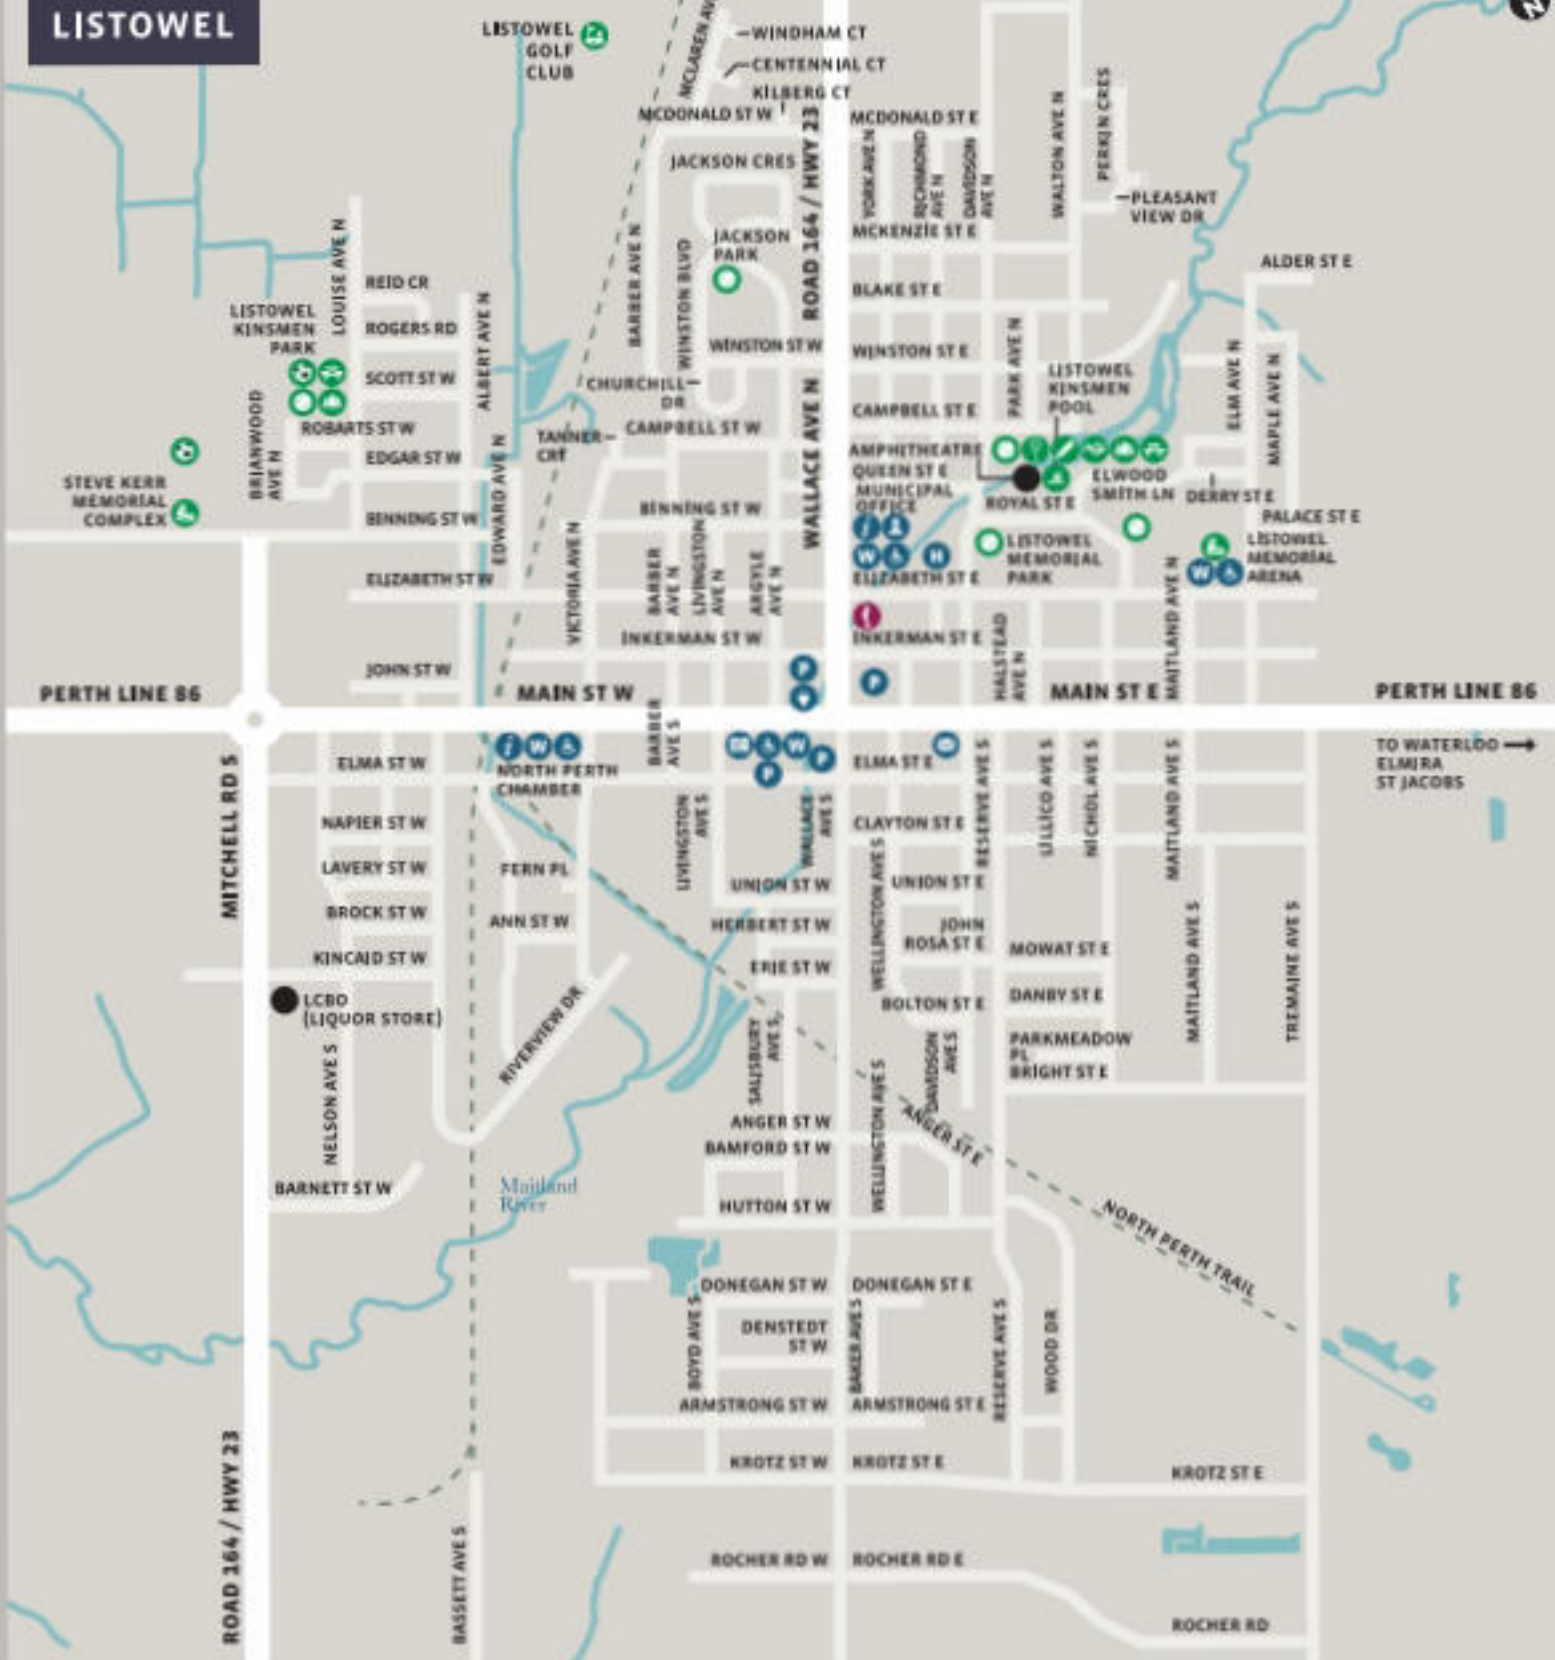 LISTOWEL
LISTOWEL
GOLF
CLUB
MCLAREN AV
WINDHAM CT
CENTENNIAL CT
KILBERG CT
MCDONALD ST W
MCDONALD ST E
JACKSON CRES
ROAD 164 / HWY 23
YORK AVE N
RICHMOND
AVE N
DAVIDSON
AVE N
WALTON AVE N
PERKIN CRES
PLEASANT
VIEW DR
JACKSON
PARK
MCKENZIE ST E
ALDER ST E
LOUISE AVE N
REID CR
BARBER AVE N
WINSTON BLVD
BLAKE ST E
LISTOWEL
KINSMEN
PARK
ROGERS RD
ALBERT AVE N
WINSTON ST W
WINSTON ST E
PARK AVE N
ELM AVE N
MAPLE AVE N
SCOTT ST W
CHURCHILL
DR
LISTOWEL
KINSMEN
POOL
WALLACE AVE N
CAMPBELL ST E
BRIANWOOD
AVE N
ROBARTS ST W
TANNER
CRT
CAMPBELL ST W
EDGAR ST W
EDWARD AVE N
AMPHITHEATRE
QUEEN ST E
MUNICIPAL
OFFICE
ELWOOD
SMITH LN
DERRY ST E
ROYAL ST E
STEVE KERR
MEMORIAL
COMPLEX
BINNING ST W
BINNING ST W
PALACE ST E
LISTOWEL
MEMORIAL
PARK
LISTOWEL
MEMORIAL
ARENA
W
H
W
ELIZABETH ST W
ELIZABETH ST E
VICTORIA AVE N
BARBER
AVE N
LIVINGSTON
AVE N
ARGYLE
AVE N
MAITLAND AVE N
INKERMAN ST W
INKERMAN ST E
HALSTEAD
AVE N
JOHN ST W
P
P
PERTH LINE 86
MAIN ST W
MAIN ST E
PERTH LINE 86
BARBER
AVE S
W
W
P
P
NORTH PERTH
CHAMBER
ELMA ST W
ELMA ST E
TO WATERLOO
ELMIRA
ST JACOBS
MITCHELL RD S
RESERVE AVE S
LILLICO AVE S
NICHOL AVE S
MAITLAND AVE S
LIVINGSTON
AVE S
WALLACE
AVE S
NAPIER ST W
CLAYTON ST E
LAVERY ST W
FERN PL
UNION ST W
UNION ST E
WELLINGTON AVE S
BROCK ST W
ANN ST W
HERBERT ST W
JOHN
ROSA ST E
MOWAT ST E
MAITLAND AVE S
TREMAINE AVE S
KINCAID ST W
ERIE ST W
LCBO
(LIQUOR STORE)
RIVERVIEW DR
BOLTON ST E
DANBY ST E
SALISBURY
AVE S
DAVIDSON
AVE S
PARKMEADOW
PL
BRIGHT ST E
NELSON AVE S
WELLINGTON AVE S
ANGER ST W
ANGER ST E
BAMFORD ST W
BARNETT ST W
Maitland
River
HUTTON ST W
NORTH PERTH TRAIL
DONEGAN ST W
DONEGAN ST E
BOYD AVE S
DENSTEDT
ST W
BAKER AVE S
RESERVE AVE S
WOOD DR
ARMSTRONG ST W
ARMSTRONG ST E
ROAD 164 / HWY 23
KROTZ ST W
KROTZ ST E
KROTZ ST E
BASSETT AVE S
ROCHER RD W
ROCHER RD E
ROCHER RD